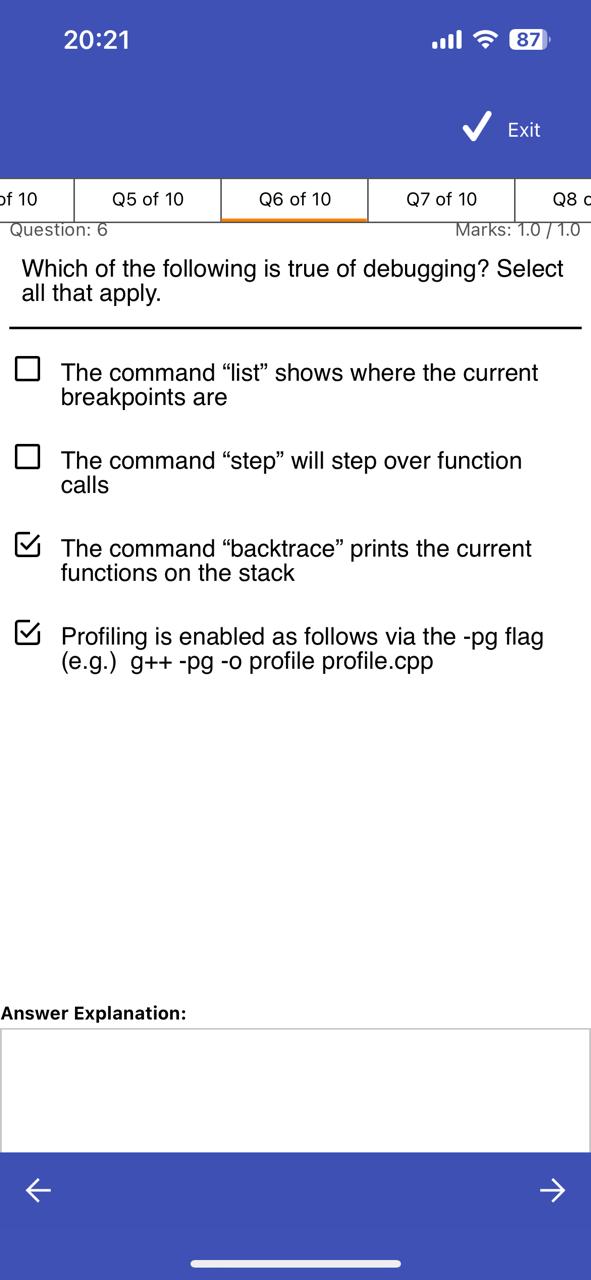 20:21
87
Exit
of 10
Q5 of 10
Q6 of 10
Q7 of 10
Q8
Question: 6
Marks: 1.0 / 1.0
Which of the following is true of debugging? Select
all that apply.
The command “list” shows where the current
breakpoints are
The command “step” will step over function
calls
The command “backtrace” prints the current
functions on the stack
Profiling is enabled as follows via the -pg flag
(e.g.)  g++ -pg -o profile profile.cpp
Answer Explanation: